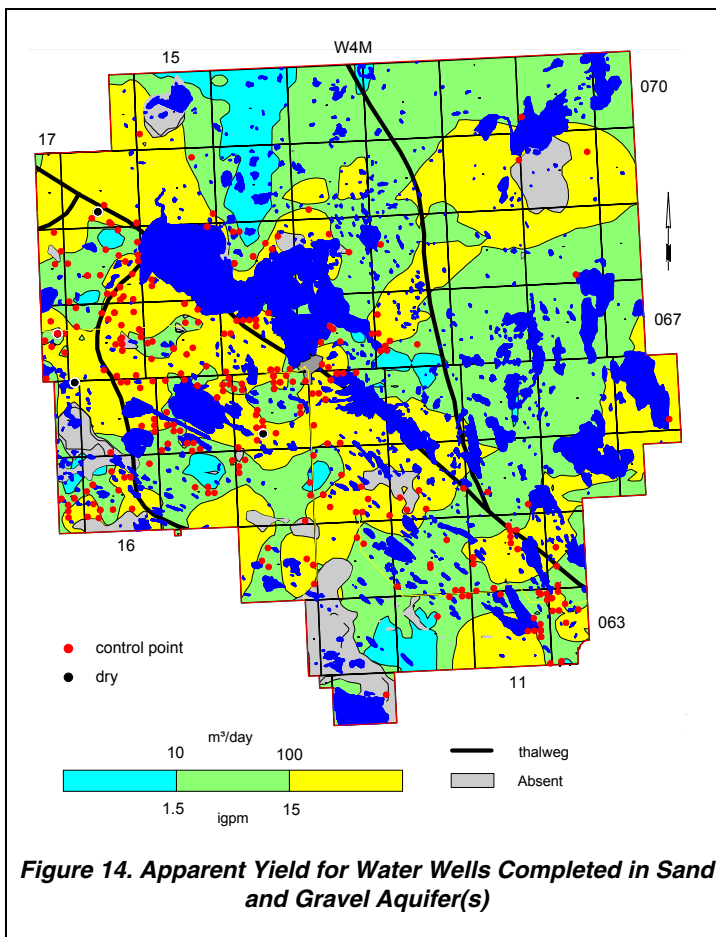 W4M
15
070
17
067
16
063
11
control point
dry
m³/day
10 100
thalweg
Absent
1.5 15
igpm
Figure 14. Apparent Yield for Water Wells Completed in Sand
and Gravel Aquifer(s)